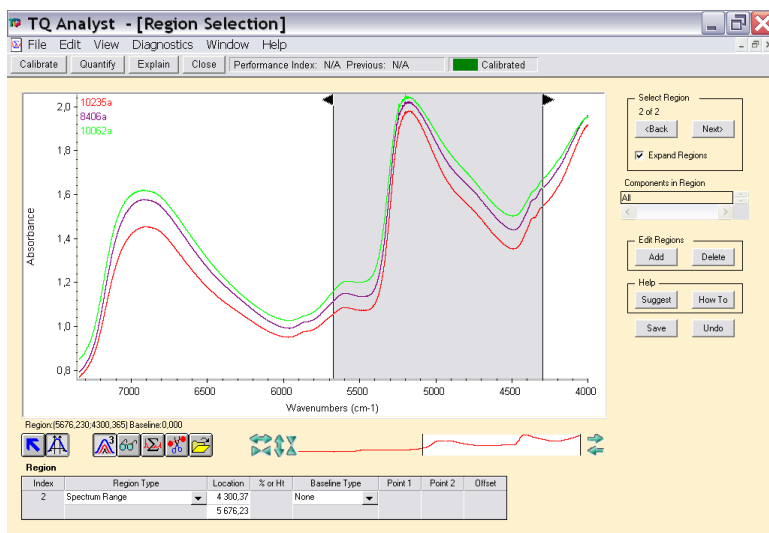 TQ Analyst - [Region Selection]
File Edit View Diagnostics Window Help
Calibrate Quantify Explain Close Performance Index: N/A Previous: N/A Calibrated
Select Region
2 of 2
<Back Next>
Expand Regions
Components in Region
All
Edit Regions
Add Delete
Help
Suggest How To
Save Undo
10235a
8406a
10062a
Absorbance
2,0
1,8
1,6
1,4
1,2
1,0
0,8
7000 6500 6000 5500 5000 4500 4000
Wavenumbers (cm-1)
Region:(5676,230;4300,365) Baseline:0,000
Region
Index Region Type Location % or Ht Baseline Type Point 1 Point 2 Offset
2 Spectrum Range 4 300,37 None
5 676,23